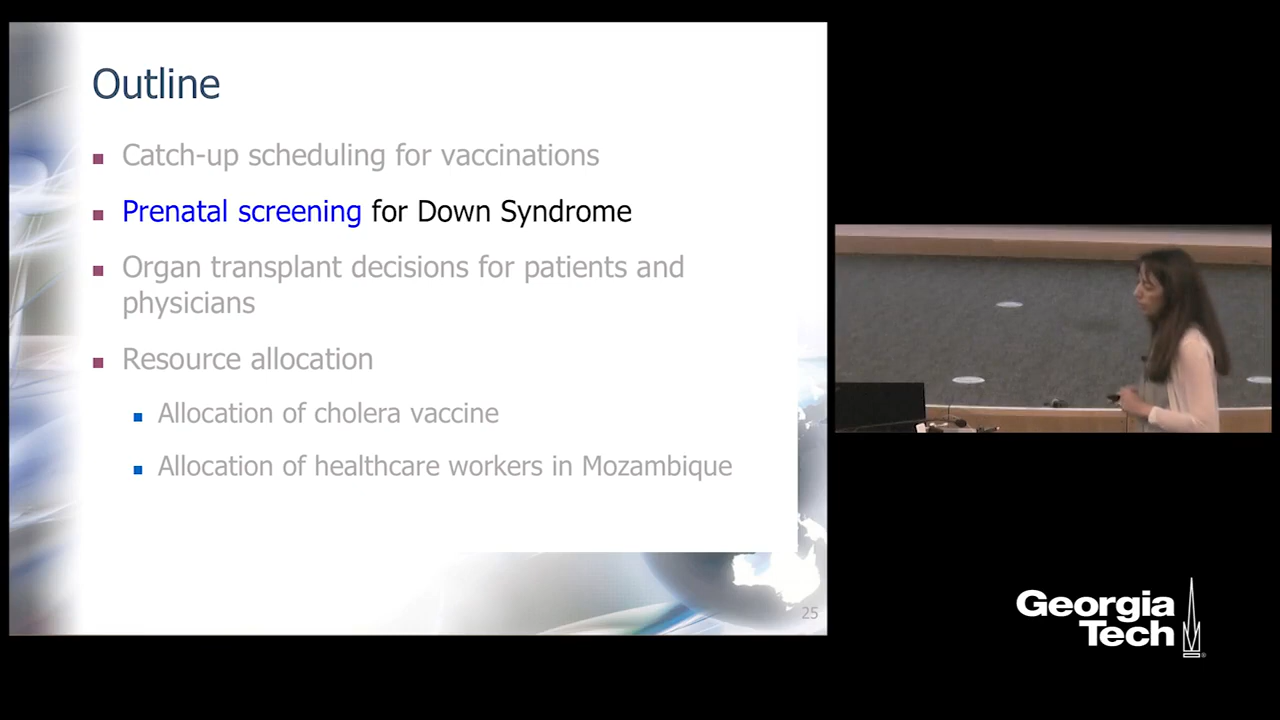 Outline
Catch-up scheduling for vaccinations
Prenatal screening for Down Syndrome
Organ transplant decisions for patients and
physicians
Resource allocation
Allocation of cholera vaccine
Allocation of healthcare workers in Mozambique
25
Georgia
Tech